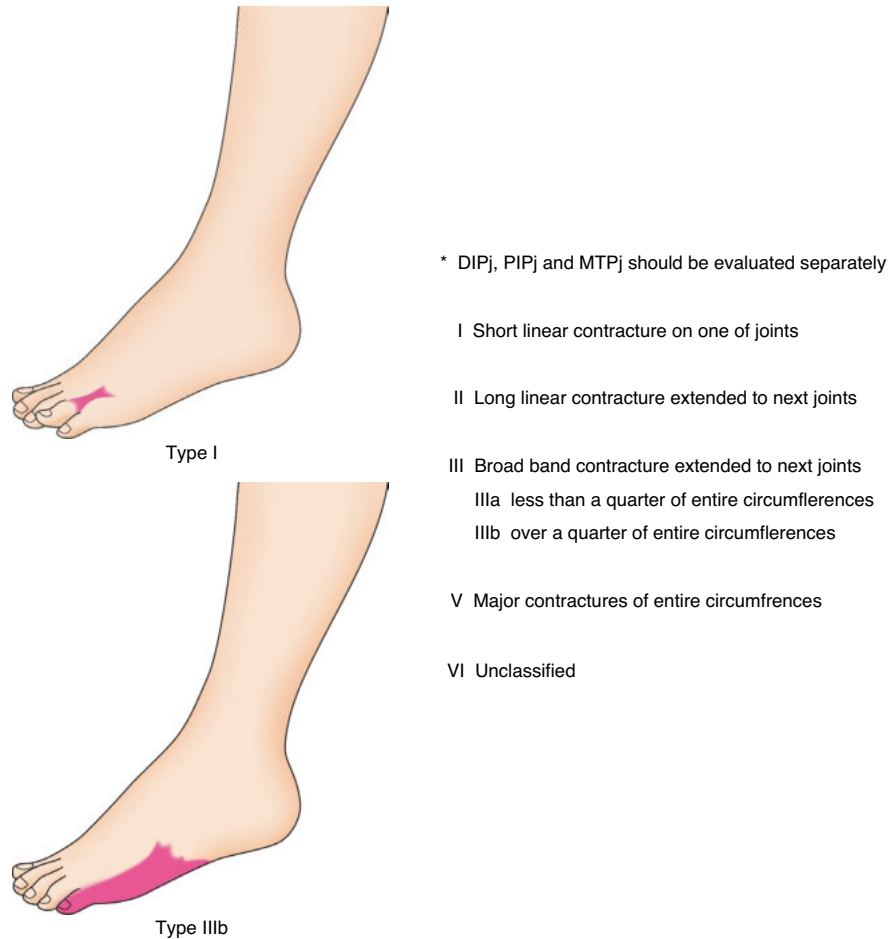 * DIPj, PIPj and MTPj should be evaluated separately
I Short linear contracture on one of joints
II Long linear contracture extended to next joints
Type I
III Broad band contracture extended to next joints
IIIa less than a quarter of entire circumflerences
IIIb over a quarter of entire circumflerences
V Major contractures of entire circumfrences
VI Unclassified
Type IIIb